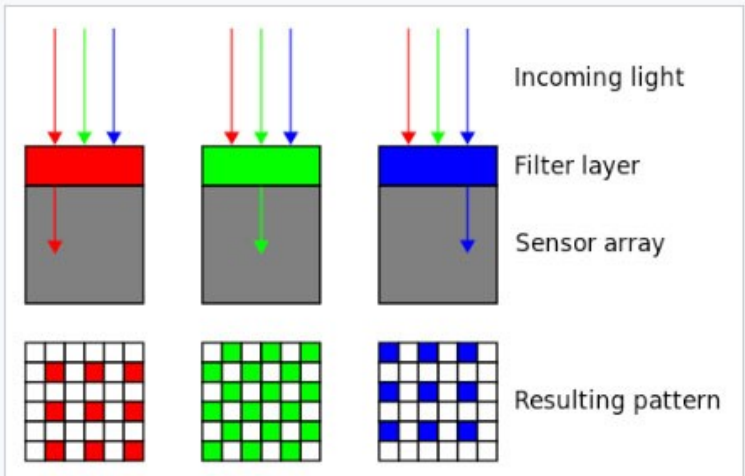 Incoming light
Filter layer
Sensor array
Resulting pattern